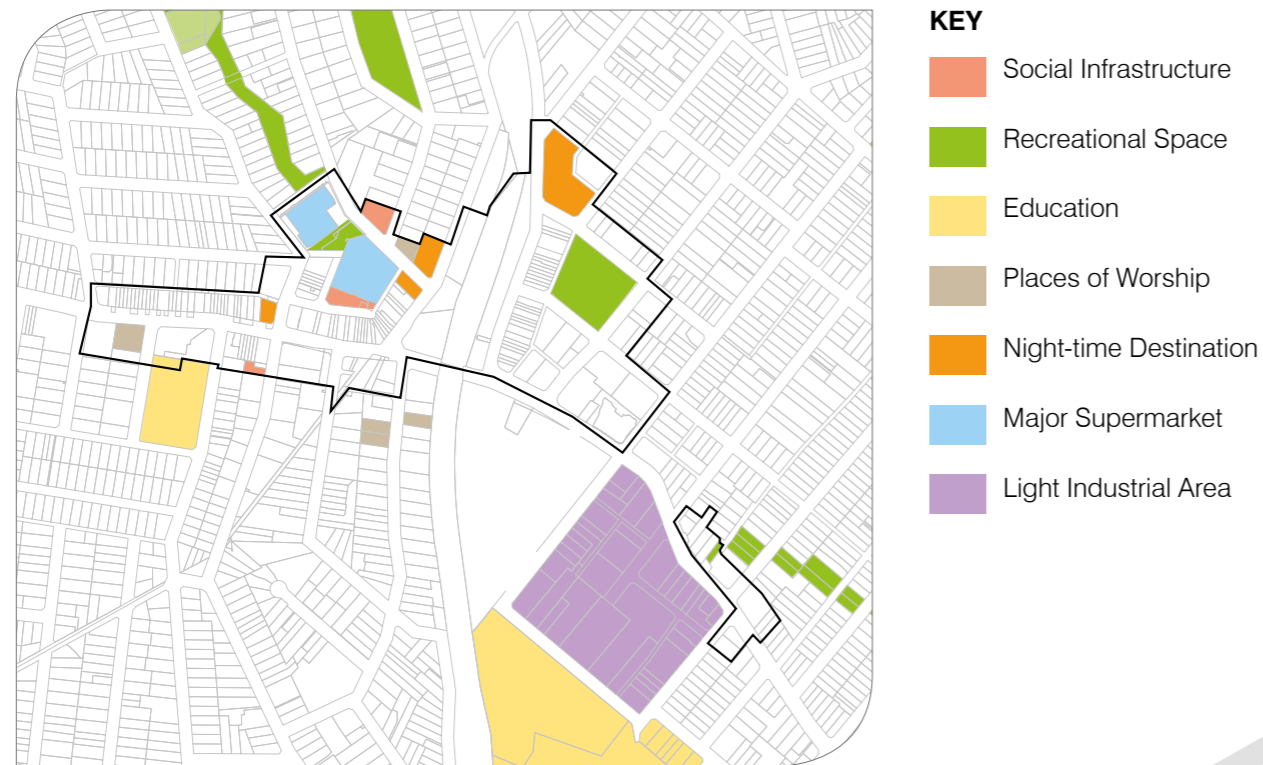 KEY
Social Infrastructure
Recreational Space
Education
Places of Worship
Night-time Destination
Major Supermarket
Light Industrial Area